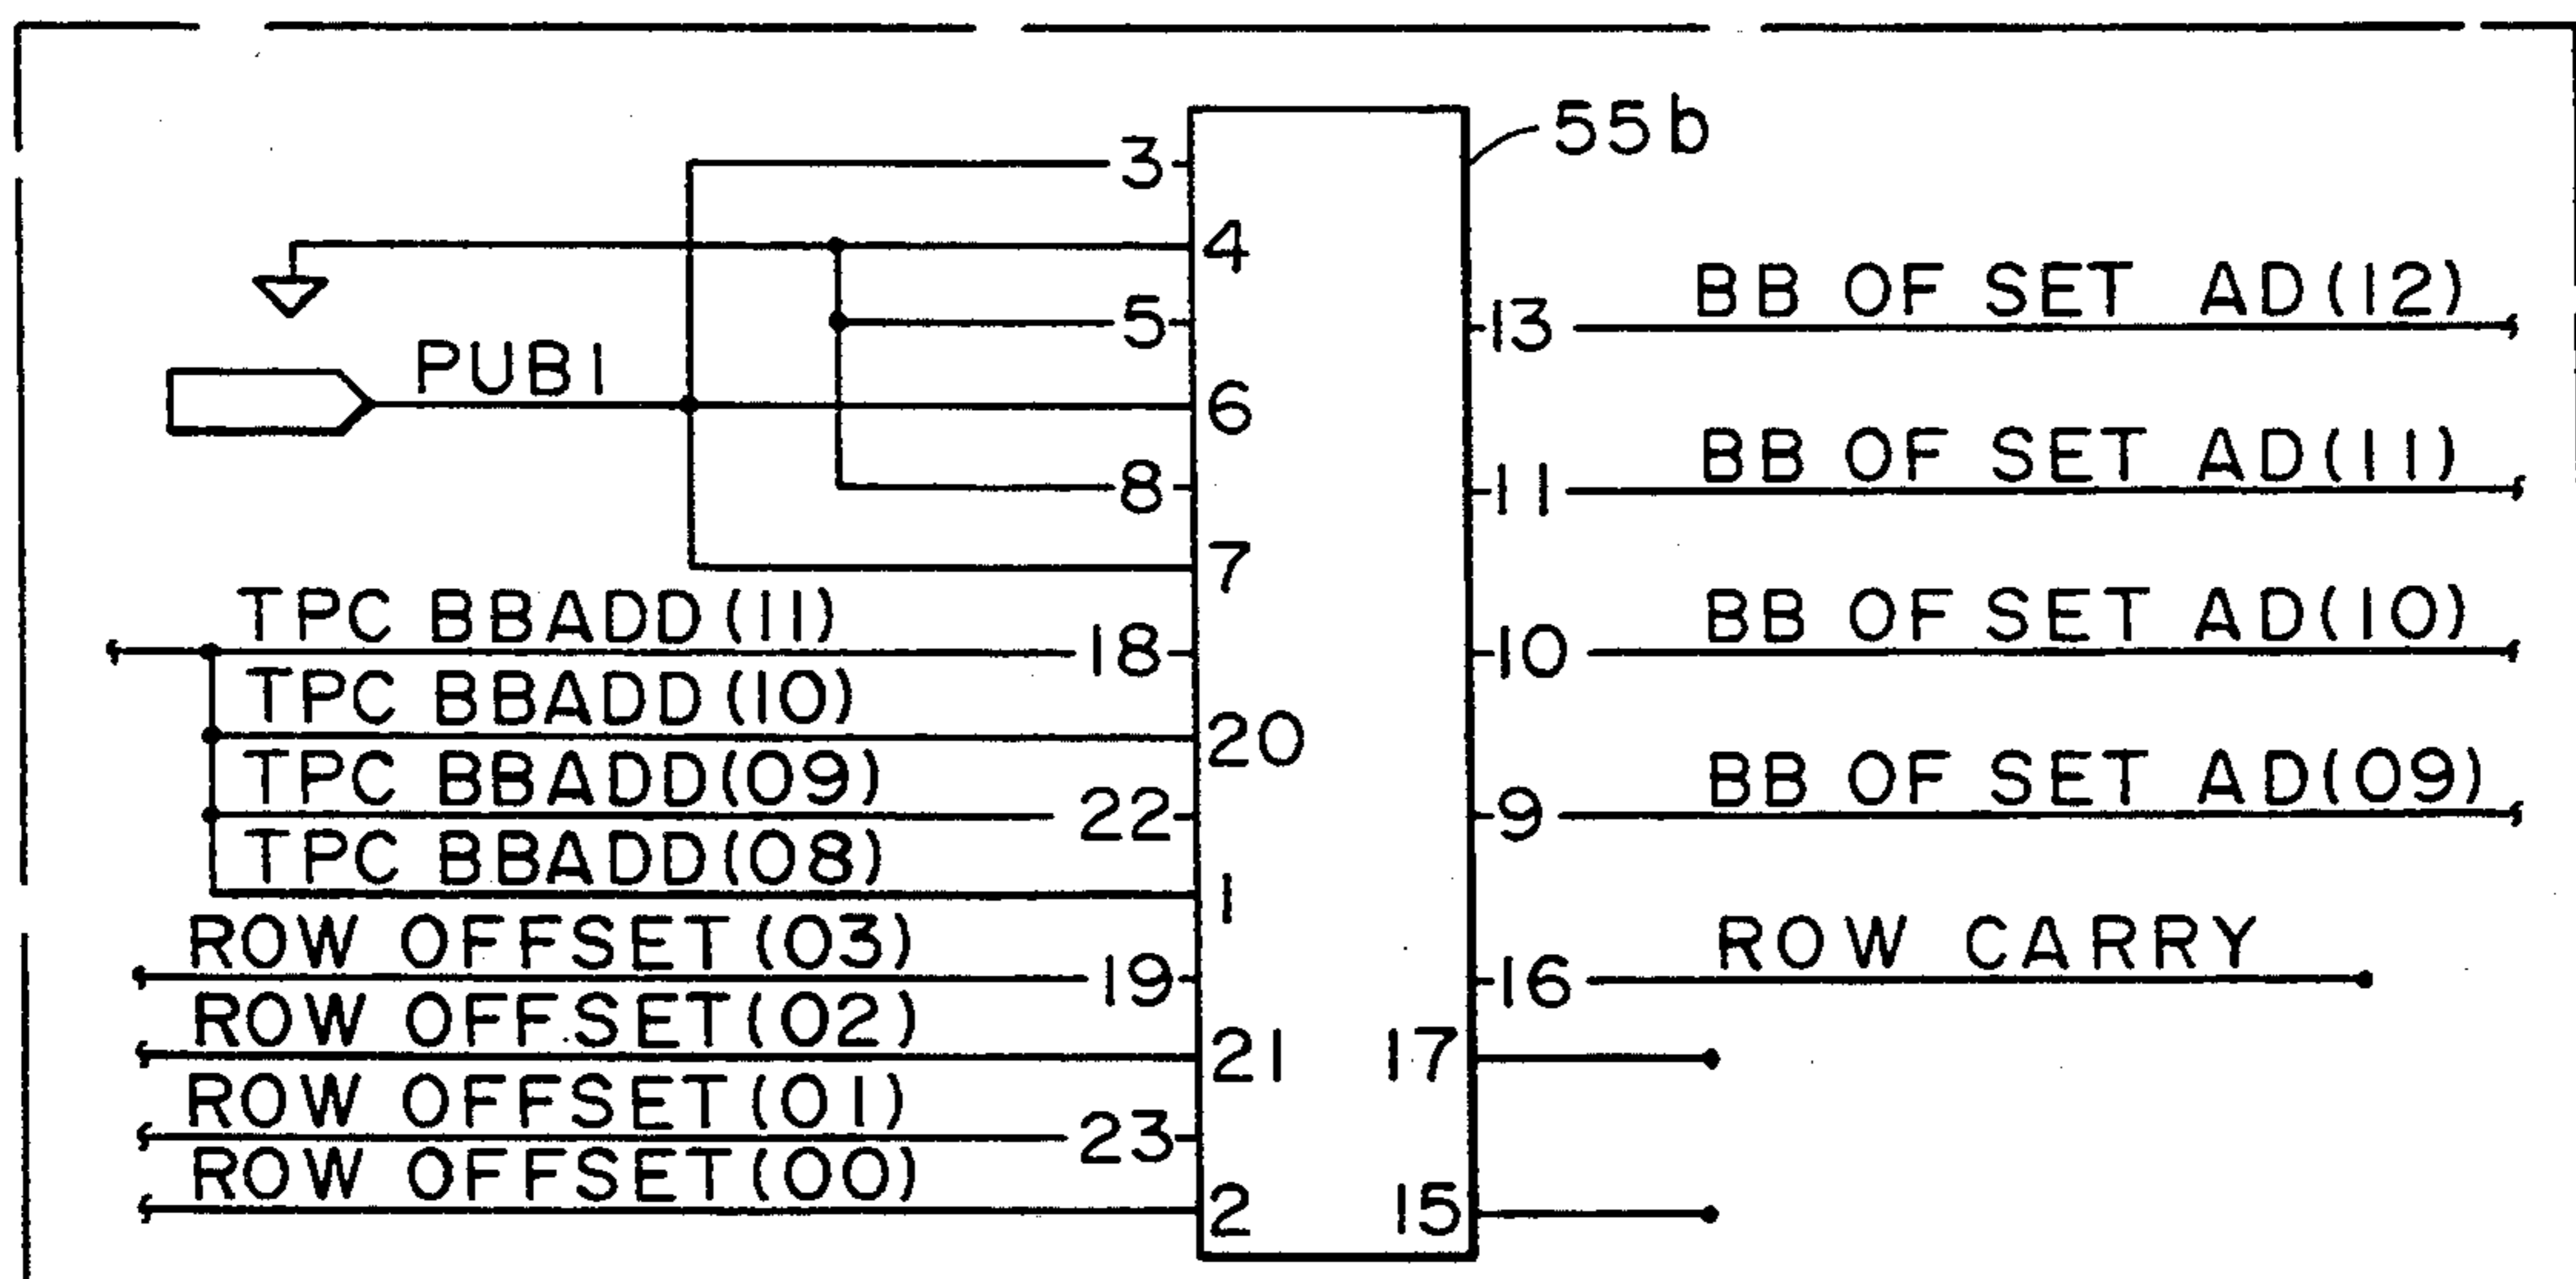 55b
3
4
5
PUB1
6
8
7
TPC BBADD(11)
18
TPC BBADD(10)
20
TPC BBADD(09)
22
TPC BBADD(08)
1
ROW OFFSET(03)
19
ROW OFFSET(02)
21
ROW OFFSET(01)
23
ROW OFFSET(00)
2
13 BB OF SET AD(12)
11 BB OF SET AD(11)
10 BB OF SET AD(10)
9 BB OF SET AD(09)
16 ROW CARRY
17
15